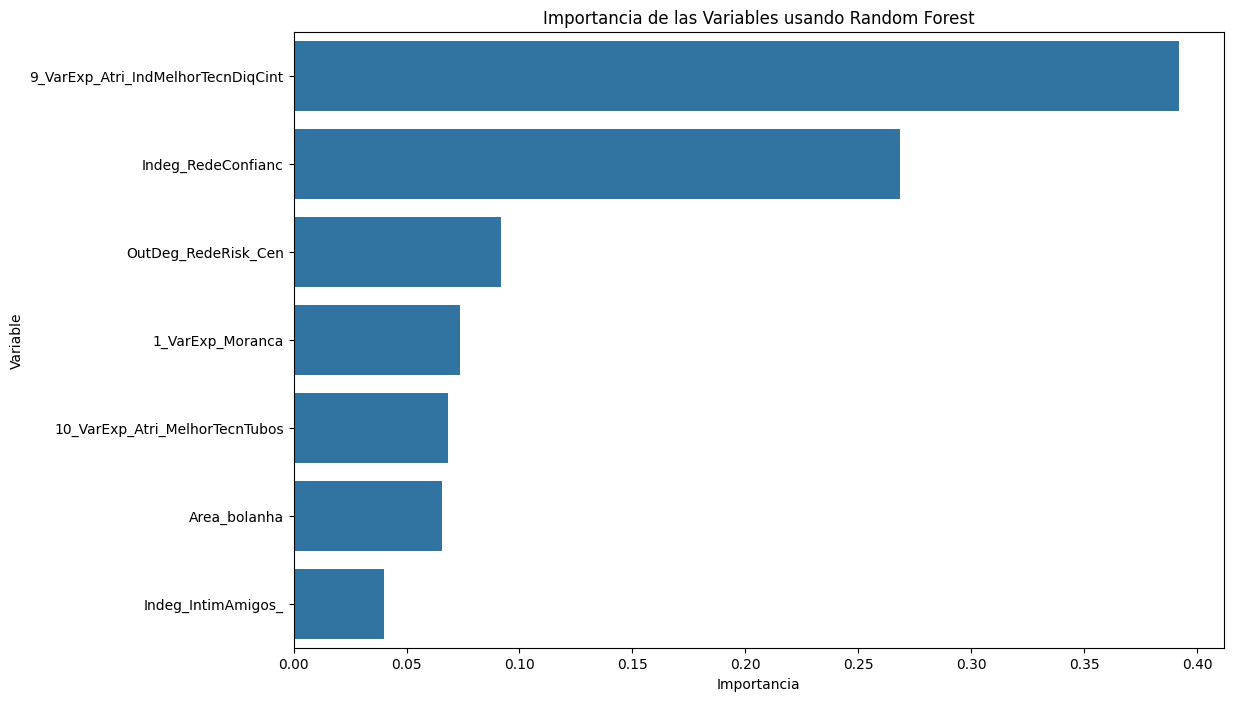 Importancia de las Variables usando Random Forest
9_VarExp_Atri_IndMelhorTecnDiqCint
Indeg_RedeConfianc
OutDeg_RedeRisk_Cen
1_VarExp_Moranca
10_VarExp_Atri_MelhorTecnTubos
Area_bolanha
Indeg_IntimAmigos_
Variable
0.00 0.05 0.10 0.15 0.20 0.25 0.30 0.35 0.40
Importancia